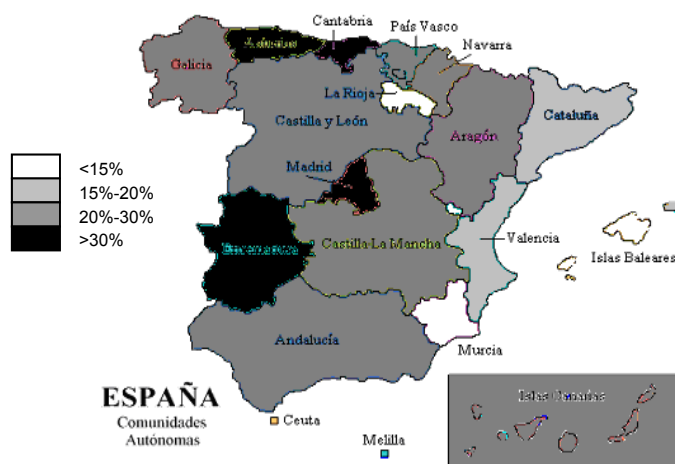 Cantabria
Asturias
País Vasco
Navarra
Galicia
La Rioja
Castilla y León
Cataluña
Aragón
Madrid
<15%
15%-20%
20%-30%
>30%
Extremadura
Castilla-La Mancha
Valencia
Islas Baleares
Andalucía
Murcia
ESPAÑA
Comunidades
Autónomas
Ceuta
Melilla
Islas Canarias